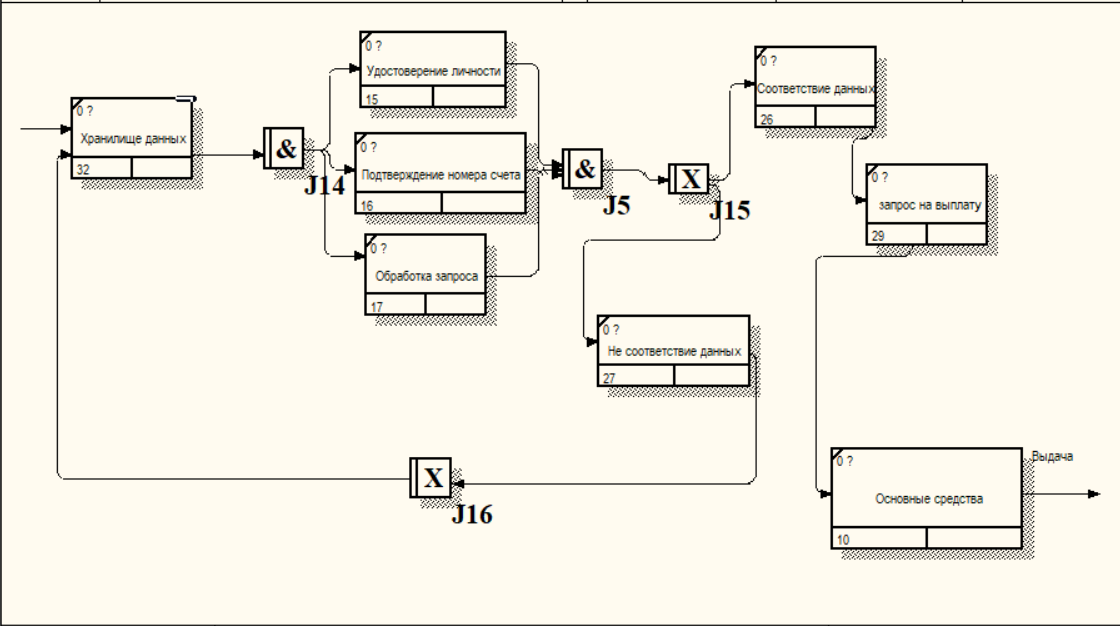 0 ?
Хранилище данных
32
&
J14
0 ?
Удостоверение личности
15
0 ?
Подтверждение номера счета
16
0 ?
Обработка запроса
17
&
J5
X
J15
0 ?
Соответствие данных
26
0 ?
запрос на выплату
29
0 ?
Не соответствие данных
27
X
J16
0 ?
Основные средства
10
Выдача